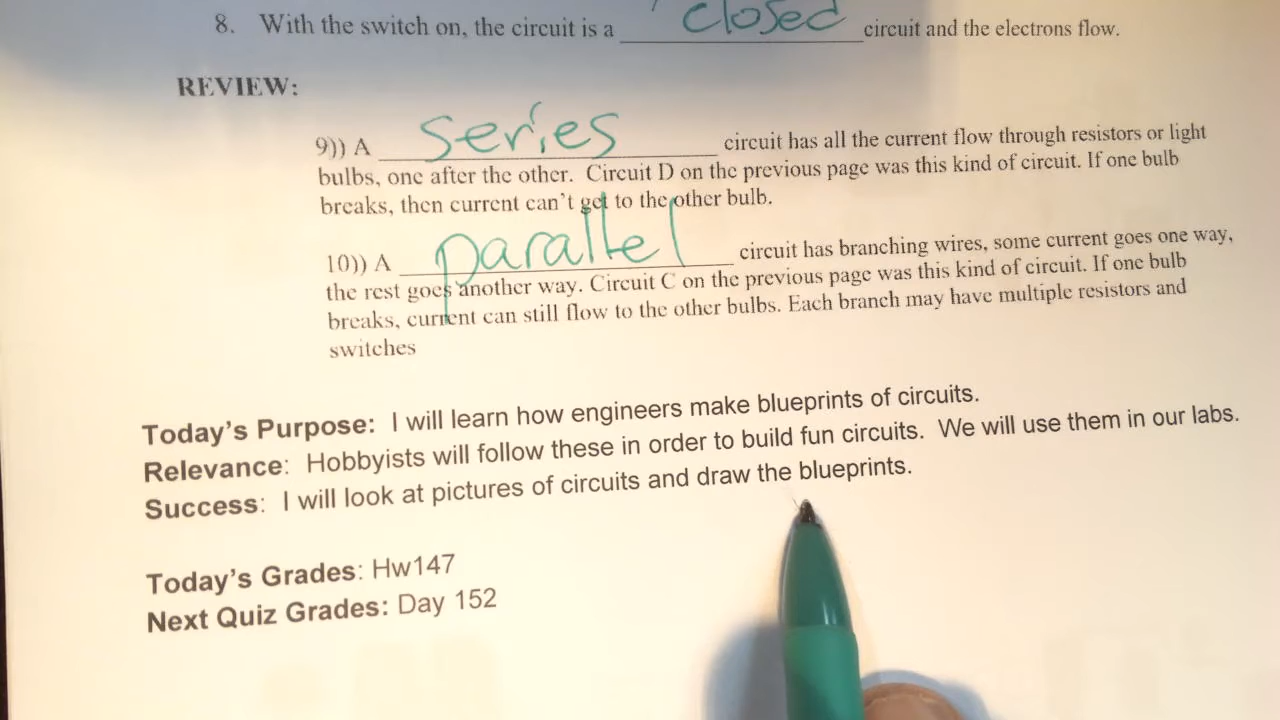 8. With the switch on, the circuit is a closed circuit and the electrons flow.
REVIEW:
9)) A series circuit has all the current flow through resistors or light
bulbs, one after the other. Circuit D on the previous page was this kind of circuit. If one bulb
breaks, then current can't get to the other bulb.
10)) A parallel circuit has branching wires, some current goes one way,
the rest goes another way. Circuit C on the previous page was this kind of circuit. If one bulb
breaks, current can still flow to the other bulbs. Each branch may have multiple resistors and
switches
Today's Purpose: I will learn how engineers make blueprints of circuits.
Relevance: Hobbyists will follow these in order to build fun circuits. We will use them in our labs.
Success: I will look at pictures of circuits and draw the blueprints.
Today's Grades: Hw147
Next Quiz Grades: Day 152